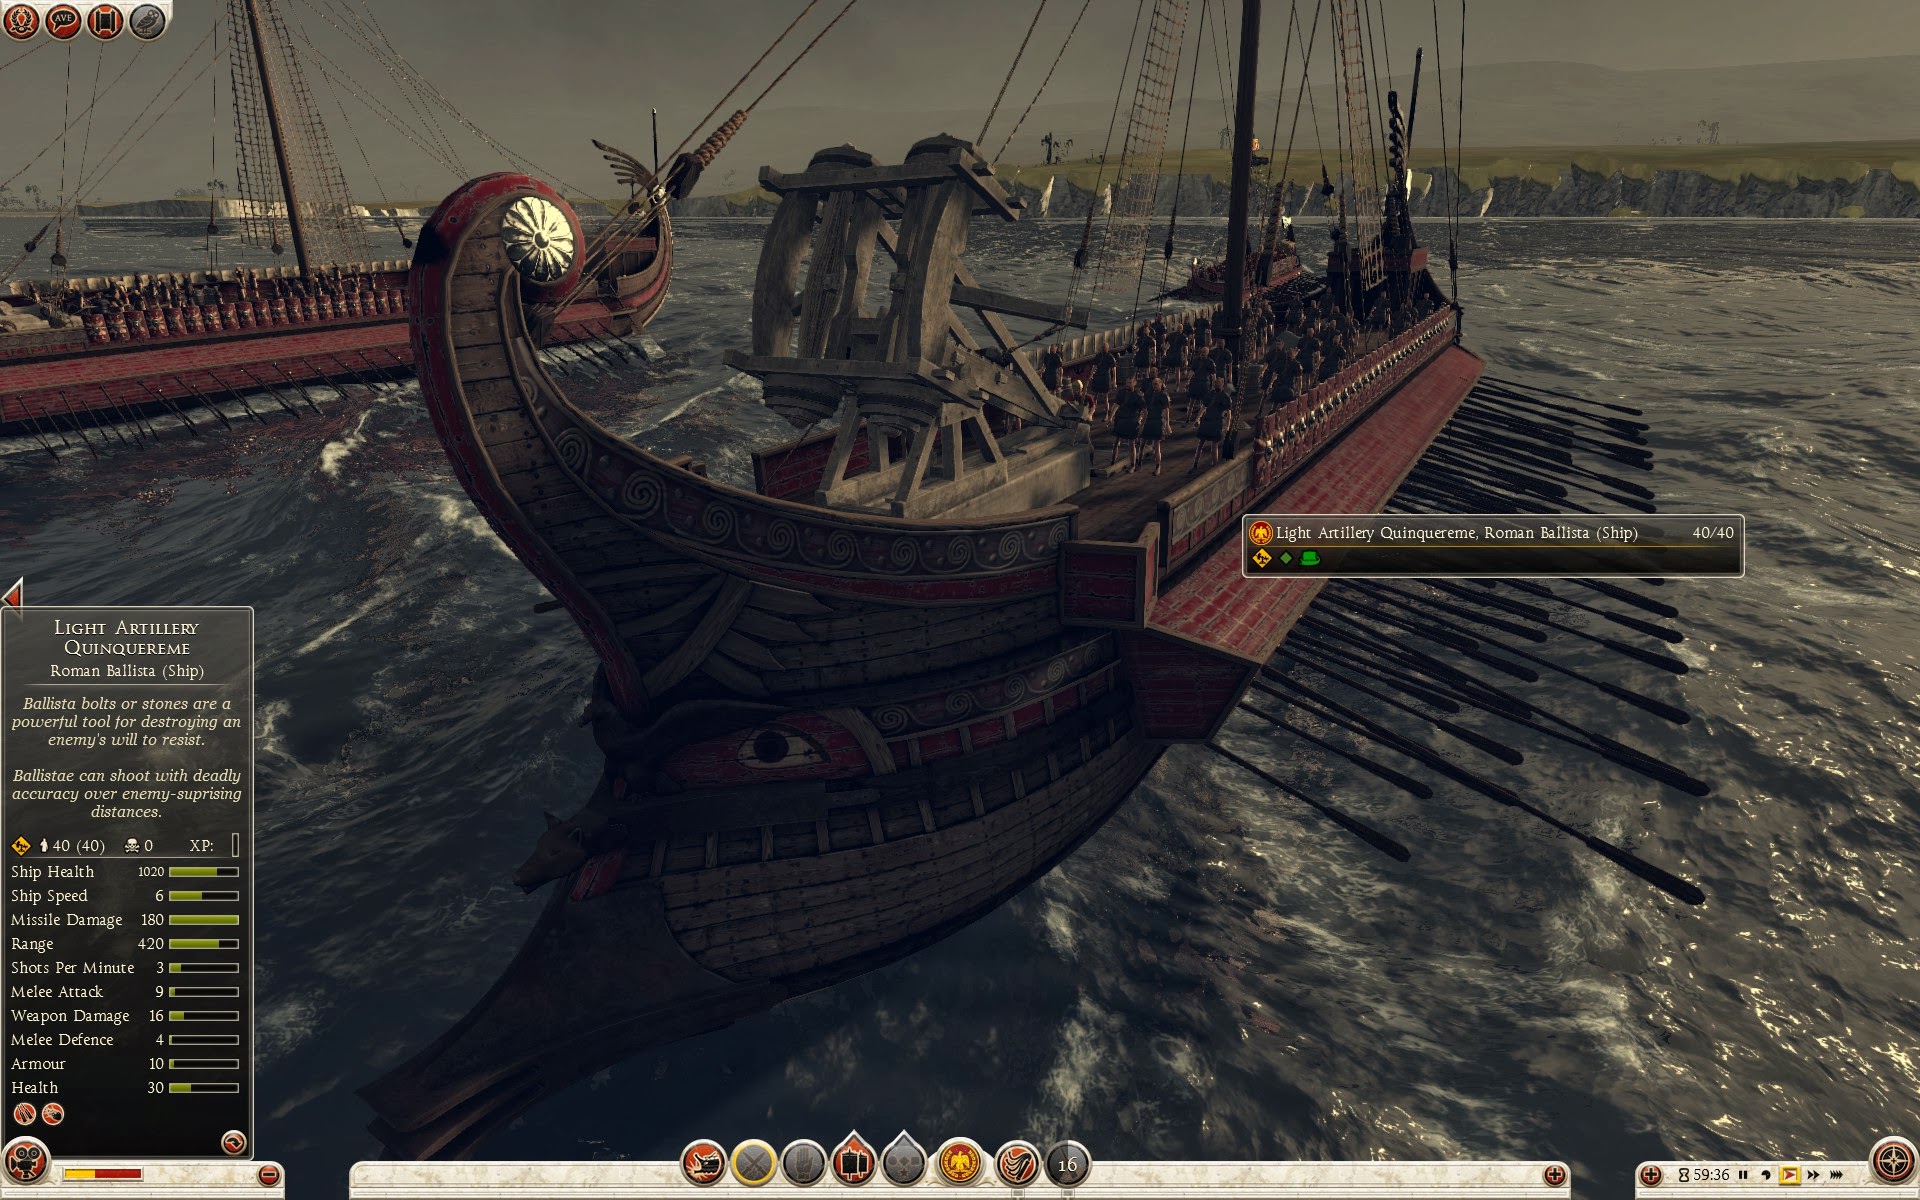 AVE
Light Artillery Quinquereme, Roman Ballista (Ship) 40/40
Light Artillery
Quinquereme
Roman Ballista (Ship)
Ballista bolts or stones are a
powerful tool for destroying an
enemy's will to resist.
Ballistae can shoot with deadly
accuracy over enemy-suprising
distances.
40 (40) 0 XP:
Ship Health 1020
Ship Speed 6
Missile Damage 180
Range 420
Shots Per Minute 3
Melee Attack 9
Weapon Damage 16
Melee Defence 4
Armour 10
Health 30
16
59:36